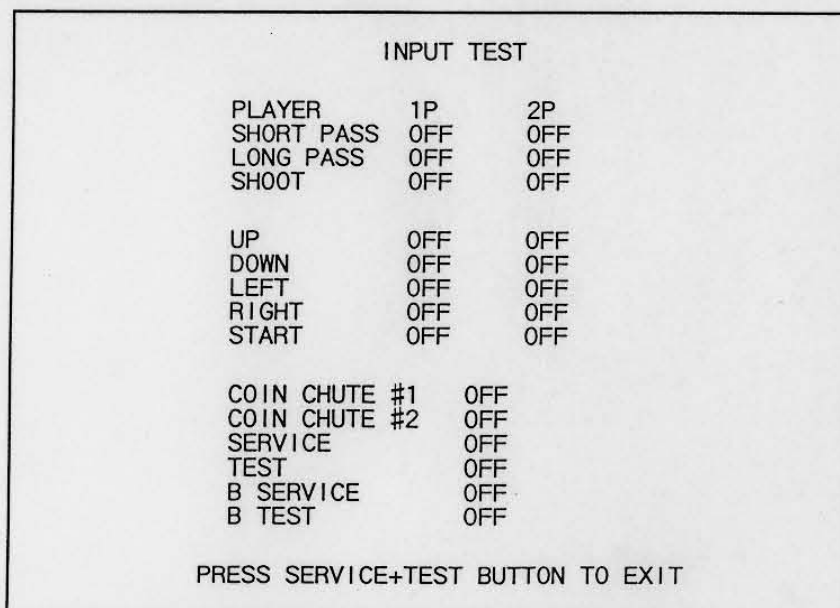 INPUT TEST
PLAYER 1P 2P
SHORT PASS OFF OFF
LONG PASS OFF OFF
SHOOT OFF OFF
UP OFF OFF
DOWN OFF OFF
LEFT OFF OFF
RIGHT OFF OFF
START OFF OFF
COIN CHUTE #1 OFF
COIN CHUTE #2 OFF
SERVICE OFF
TEST OFF
B SERVICE OFF
B TEST OFF
PRESS SERVICE+TEST BUTTON TO EXIT